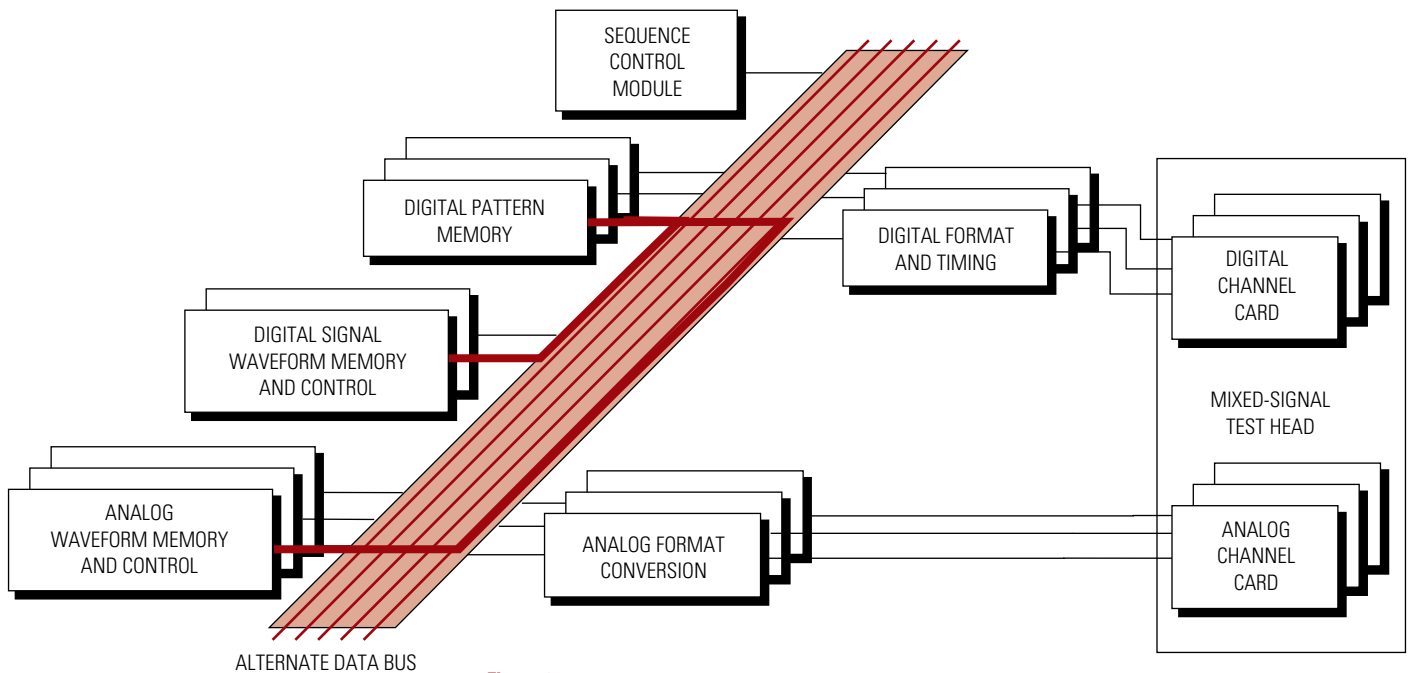 SEQUENCE
CONTROL
MODULE
DIGITAL PATTERN
MEMORY
DIGITAL FORMAT
AND TIMING
DIGITAL
CHANNEL
CARD
DIGITAL SIGNAL
WAVEFORM MEMORY
AND CONTROL
MIXED-SIGNAL
TEST HEAD
ANALOG
WAVEFORM MEMORY
AND CONTROL
ANALOG FORMAT
CONVERSION
ANALOG
CHANNEL
CARD
ALTERNATE DATA BUS